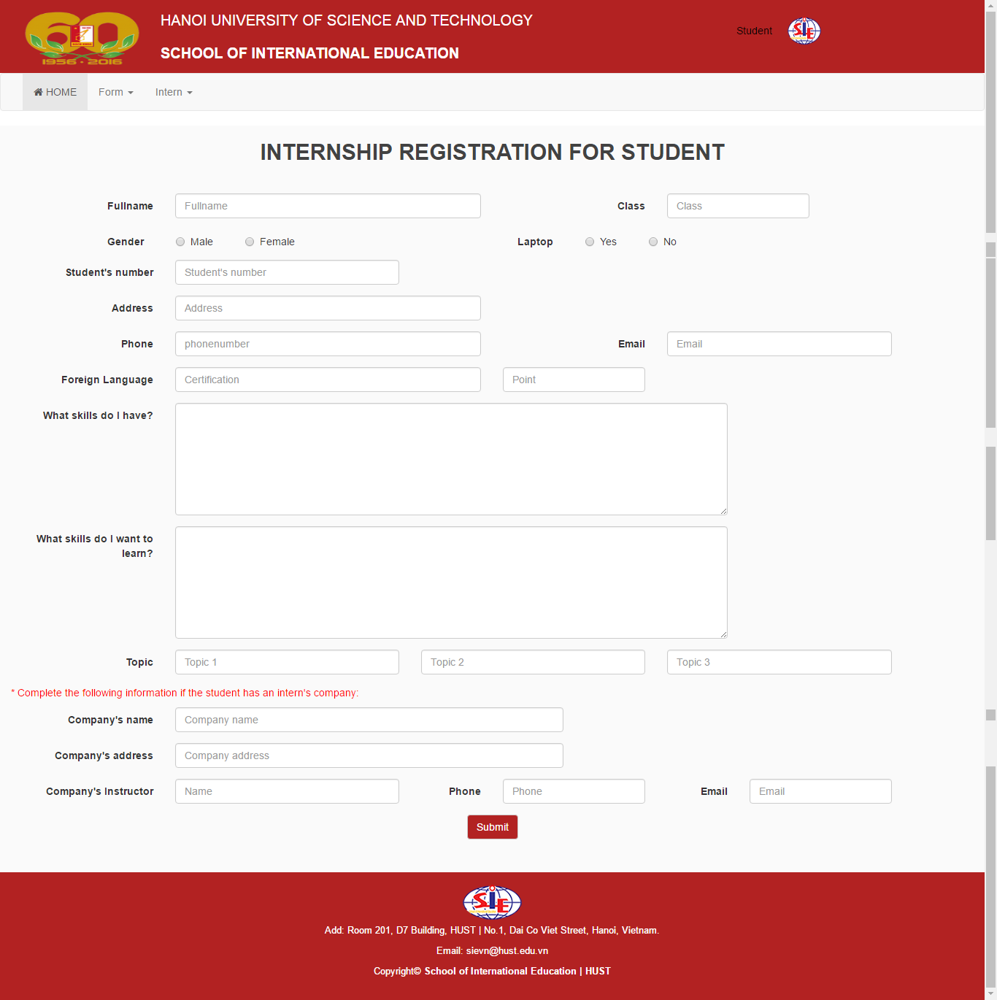 HANOI UNIVERSITY OF SCIENCE AND TECHNOLOGY
SCHOOL OF INTERNATIONAL EDUCATION
60
1956 - 2016
Student
SIE
HOME Form Intern
INTERNSHIP REGISTRATION FOR STUDENT
Fullname Fullname Class Class
Gender Male Female Laptop Yes No
Student's number Student's number
Address Address
Phone phonenumber Email Email
Foreign Language Certification Point
What skills do I have?
What skills do I want to
learn?
Topic Topic 1 Topic 2 Topic 3
* Complete the following information if the student has an intern's company:
Company's name Company name
Company's address Company address
Company's Instructor Name Phone Phone Email Email
Submit
SIE
Add: Room 201, D7 Building, HUST | No.1, Dai Co Viet Street, Hanoi, Vietnam.
Email: sievn@hust.edu.vn
Copyright© School of International Education | HUST